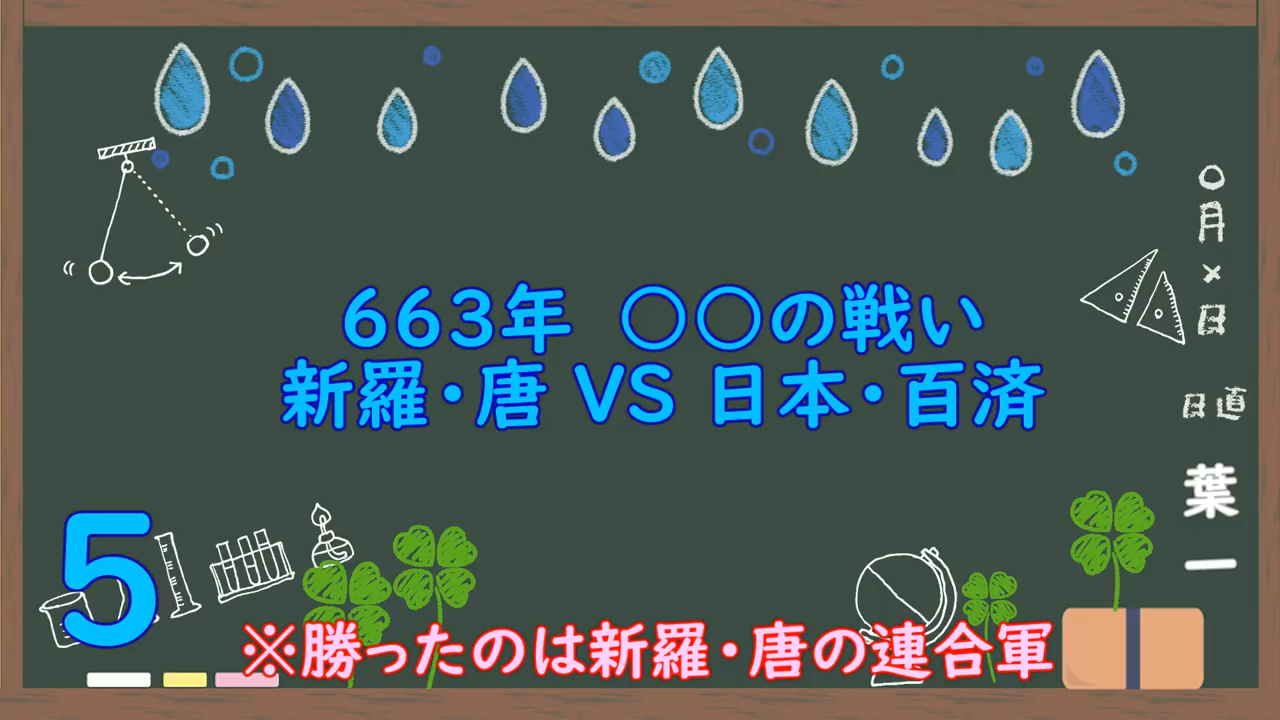 663年 〇〇の戦い
新羅・唐 VS 日本・百済
〇月×日
日直
葉一
5
※勝ったのは新羅・唐の連合軍